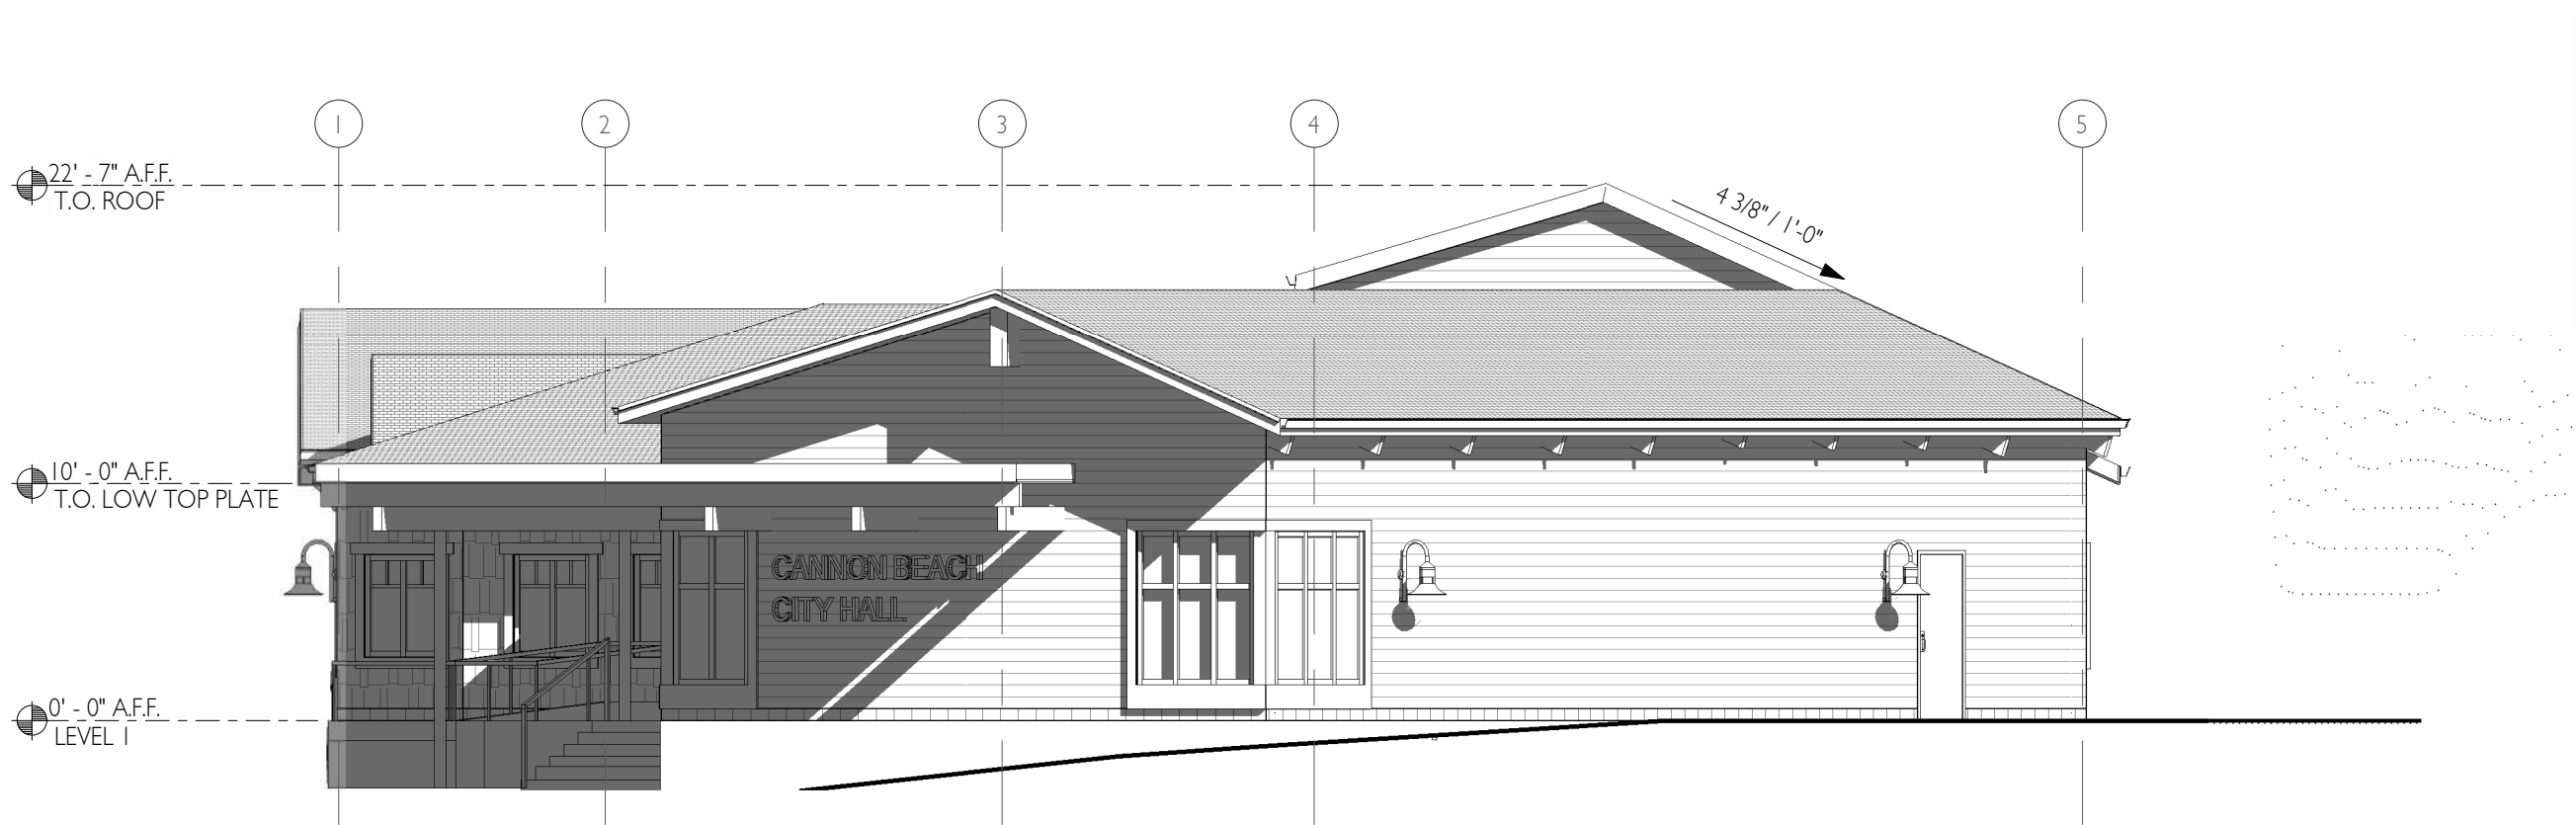 1
2
3
4
5
22' - 7" A.F.F.
T.O. ROOF
4 3/8" / 1'-0"
10' - 0" A.F.F.
T.O. LOW TOP PLATE
CANNON BEACH
CITY HALL
0' - 0" A.F.F.
LEVEL 1